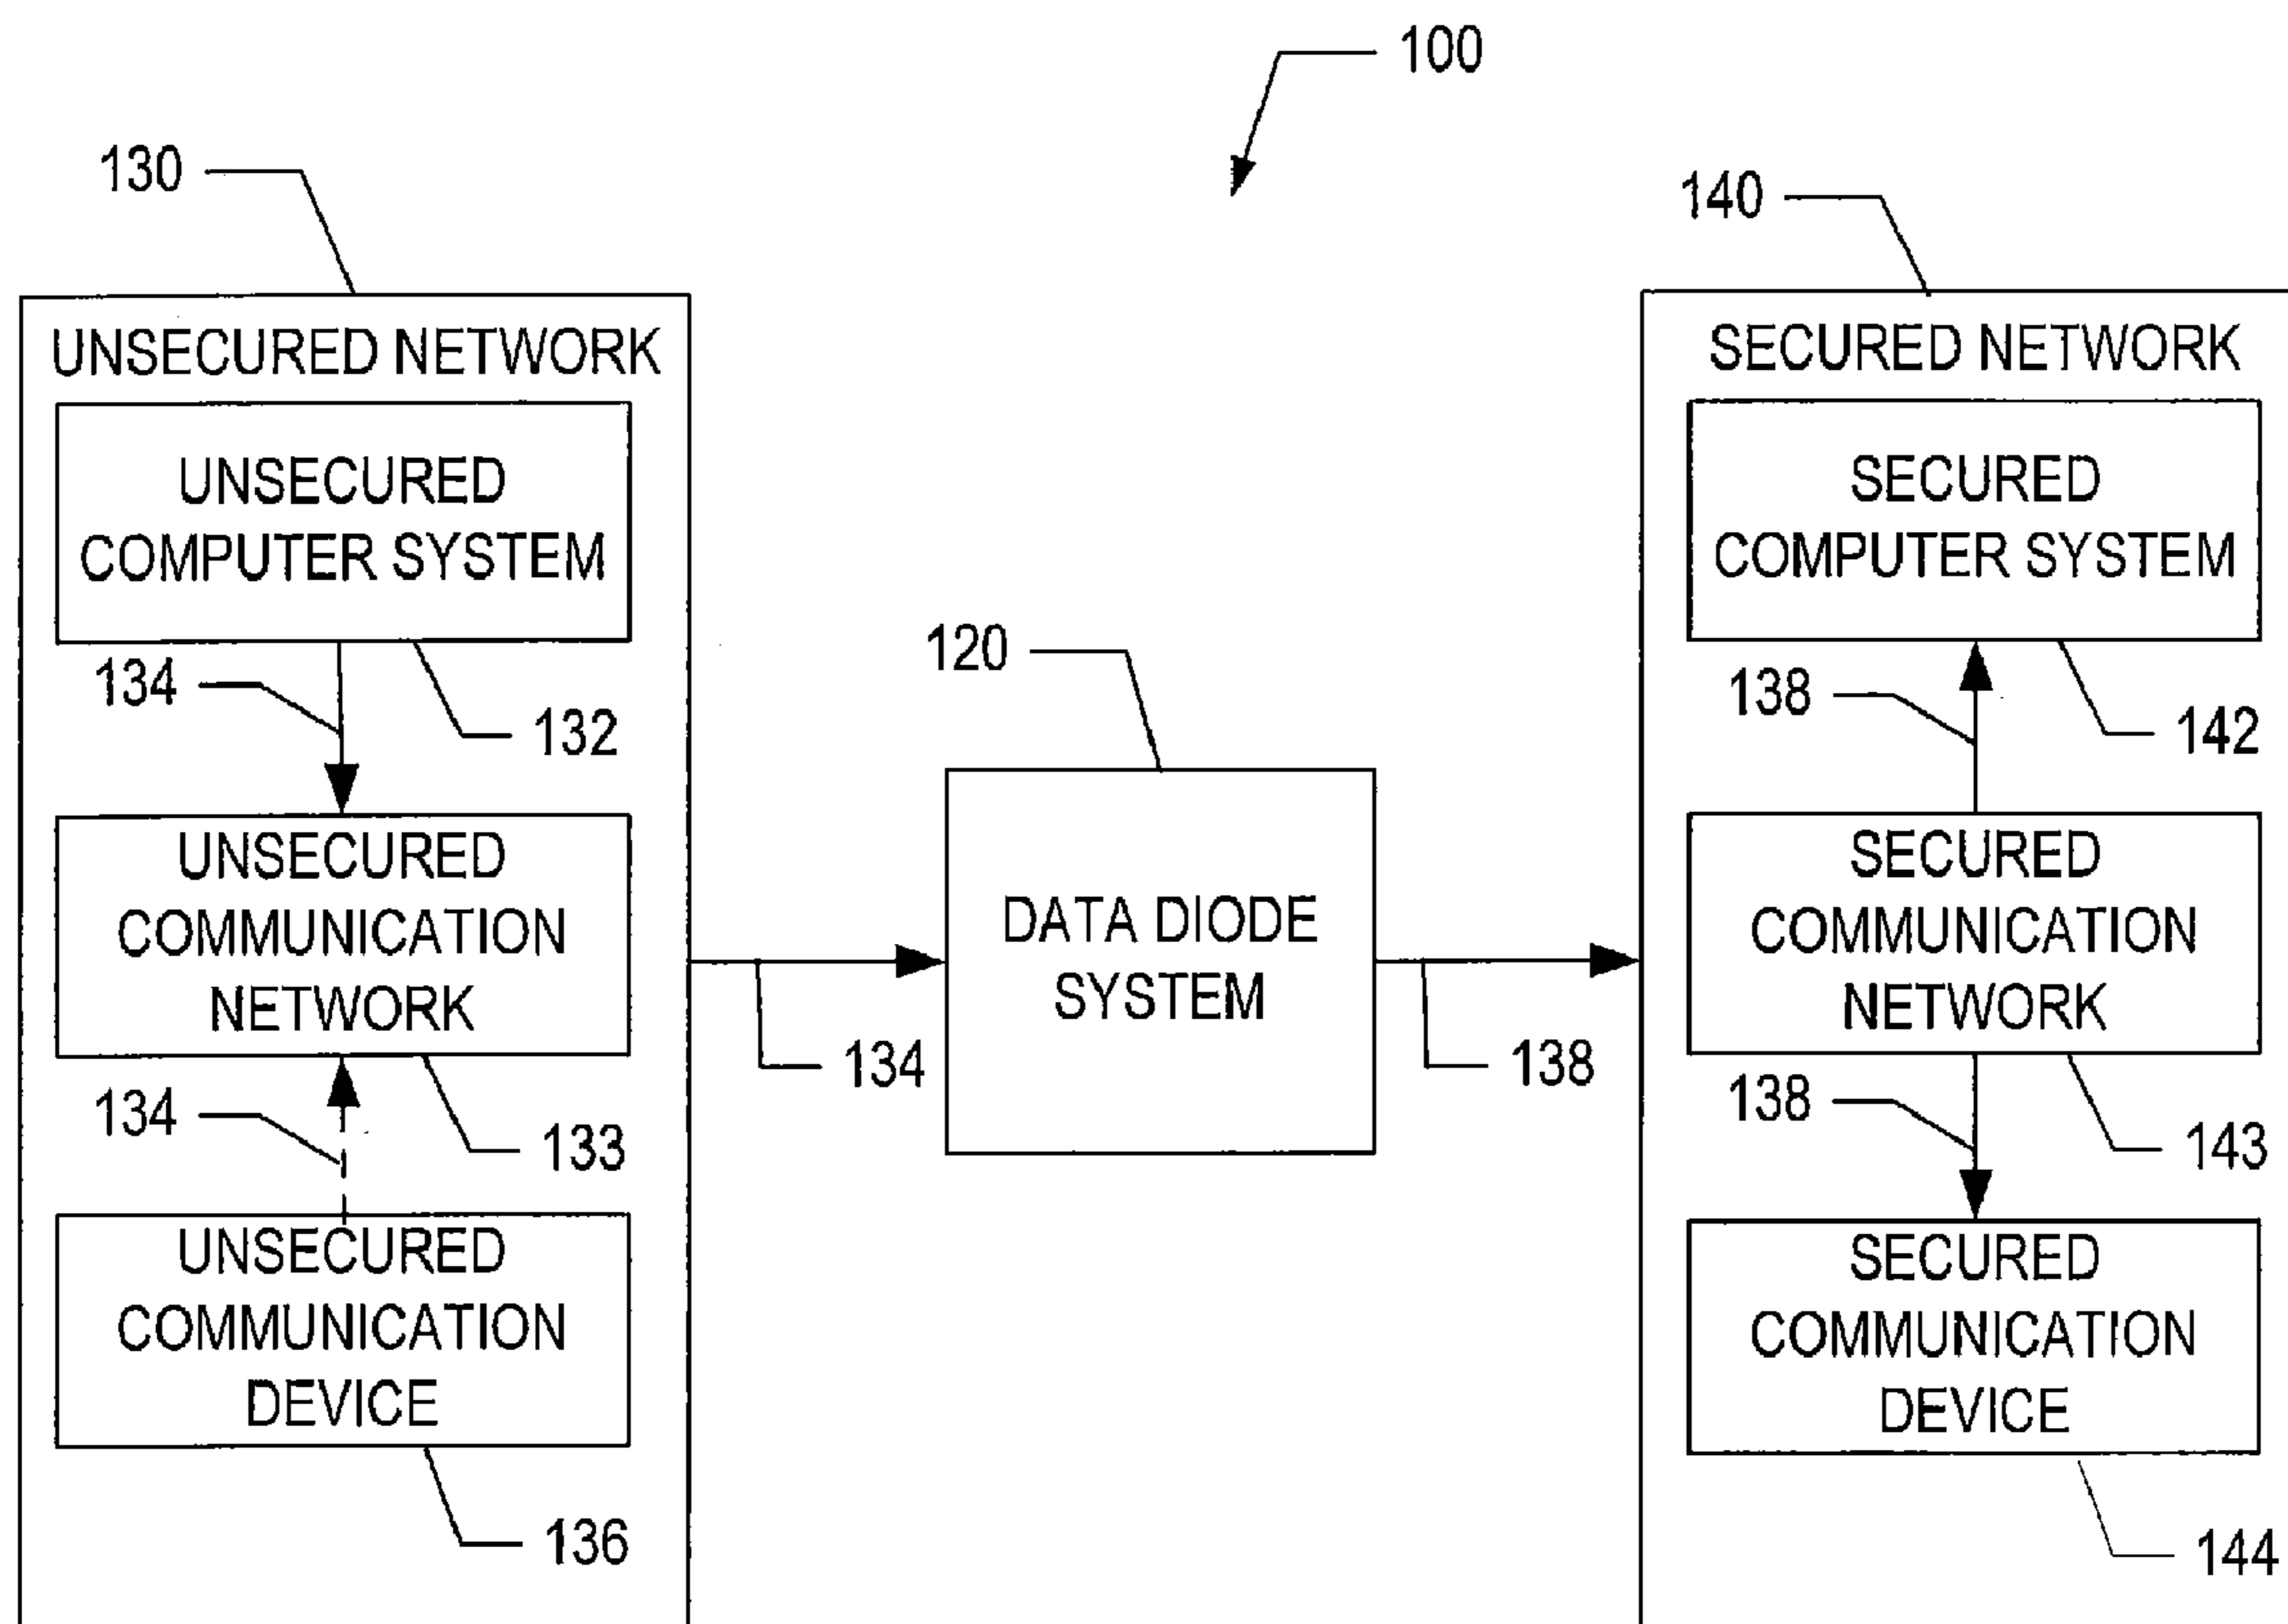 100
130
140
UNSECURED NETWORK
UNSECURED
COMPUTER SYSTEM
134
132
UNSECURED
COMMUNICATION
NETWORK
134
133
UNSECURED
COMMUNICATION
DEVICE
136
120
DATA DIODE
SYSTEM
134
138
SECURED NETWORK
SECURED
COMPUTER SYSTEM
138
142
SECURED
COMMUNICATION
NETWORK
138
143
SECURED
COMMUNICATION
DEVICE
144